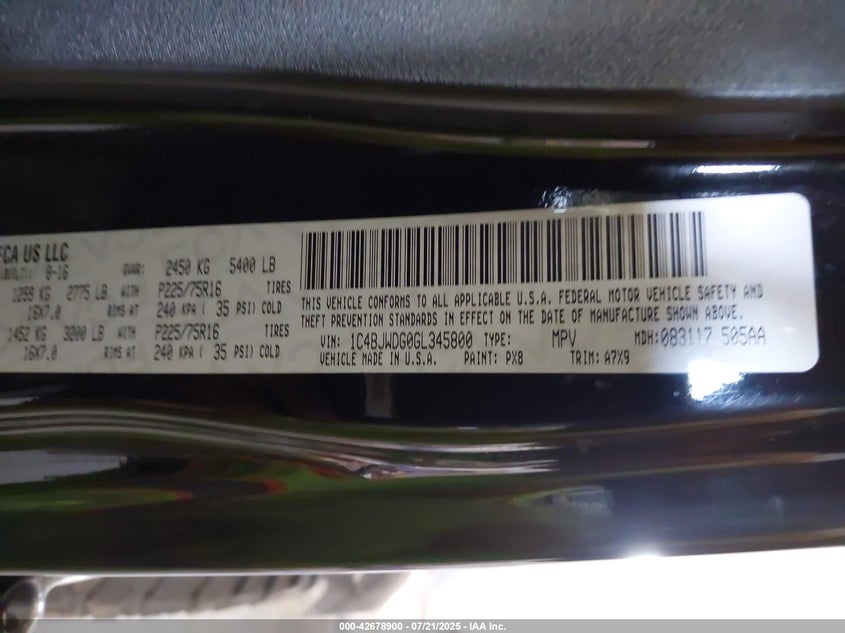 FCA US LLC
8-16 GVWR: 2450 KG 5400 LB
1259 KG 2775 LB WITH P225/75R16 TIRES
16X7.0 RIMS AT 240 KPA ( 35 PSI) COLD
1452 KG 3200 LB WITH P225/75R16 TIRES
16X7.0 RIMS AT 240 KPA ( 35 PSI) COLD
THIS VEHICLE CONFORMS TO ALL APPLICABLE U.S.A. FEDERAL MOTOR VEHICLE SAFETY AND
THEFT PREVENTION STANDARDS IN EFFECT ON THE DATE OF MANUFACTURE SHOWN ABOVE.
VIN: 1C4BJWDG0GL345800 TYPE: MPV MDH: 083117 505AA
VEHICLE MADE IN U.S.A. PAINT: PX8 TRIM: A7X9
000-42678900 - 07/21/2025 - IAA Inc.